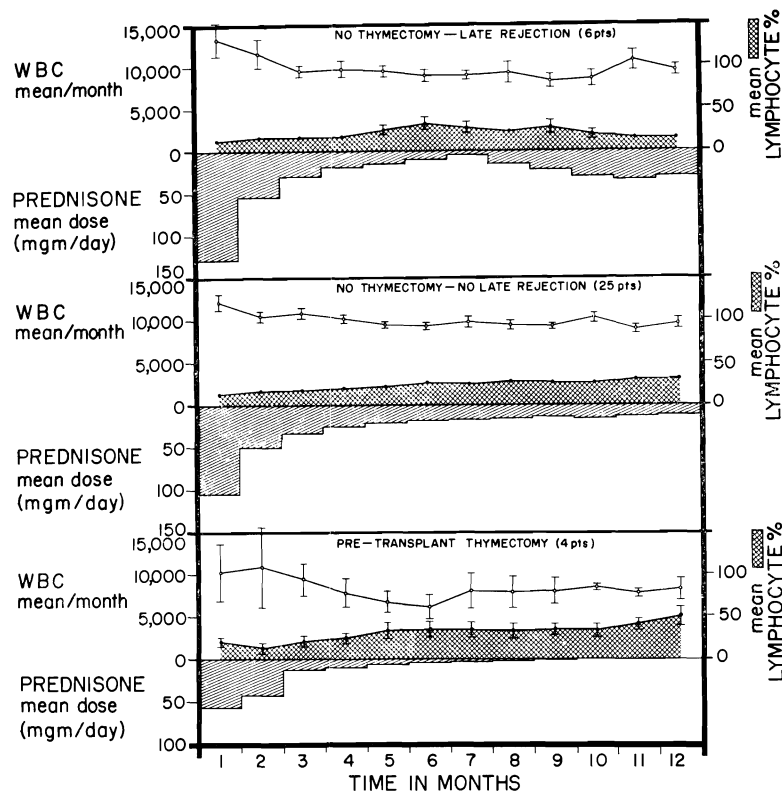 NO THYMECTOMY—LATE REJECTION (6pts)
WBC
mean/month
15,000
10,000
5,000
0
PREDNISONE
mean dose
(mgm/day)
50
100
150
100
50
0
mean
LYMPHOCYTE %
NO THYMECTOMY—NO LATE REJECTION (25 pts)
WBC
mean/month
15,000
10,000
5,000
0
PREDNISONE
mean dose
(mgm/day)
50
100
150
100
50
0
mean
LYMPHOCYTE %
PRE-TRANSPLANT THYMECTOMY (4 pts)
WBC
mean/month
15,000
10,000
5,000
0
PREDNISONE
mean dose
(mgm/day)
50
100
100
50
0
mean
LYMPHOCYTE %
1 2 3 4 5 6 7 8 9 10 11 12
TIME IN MONTHS